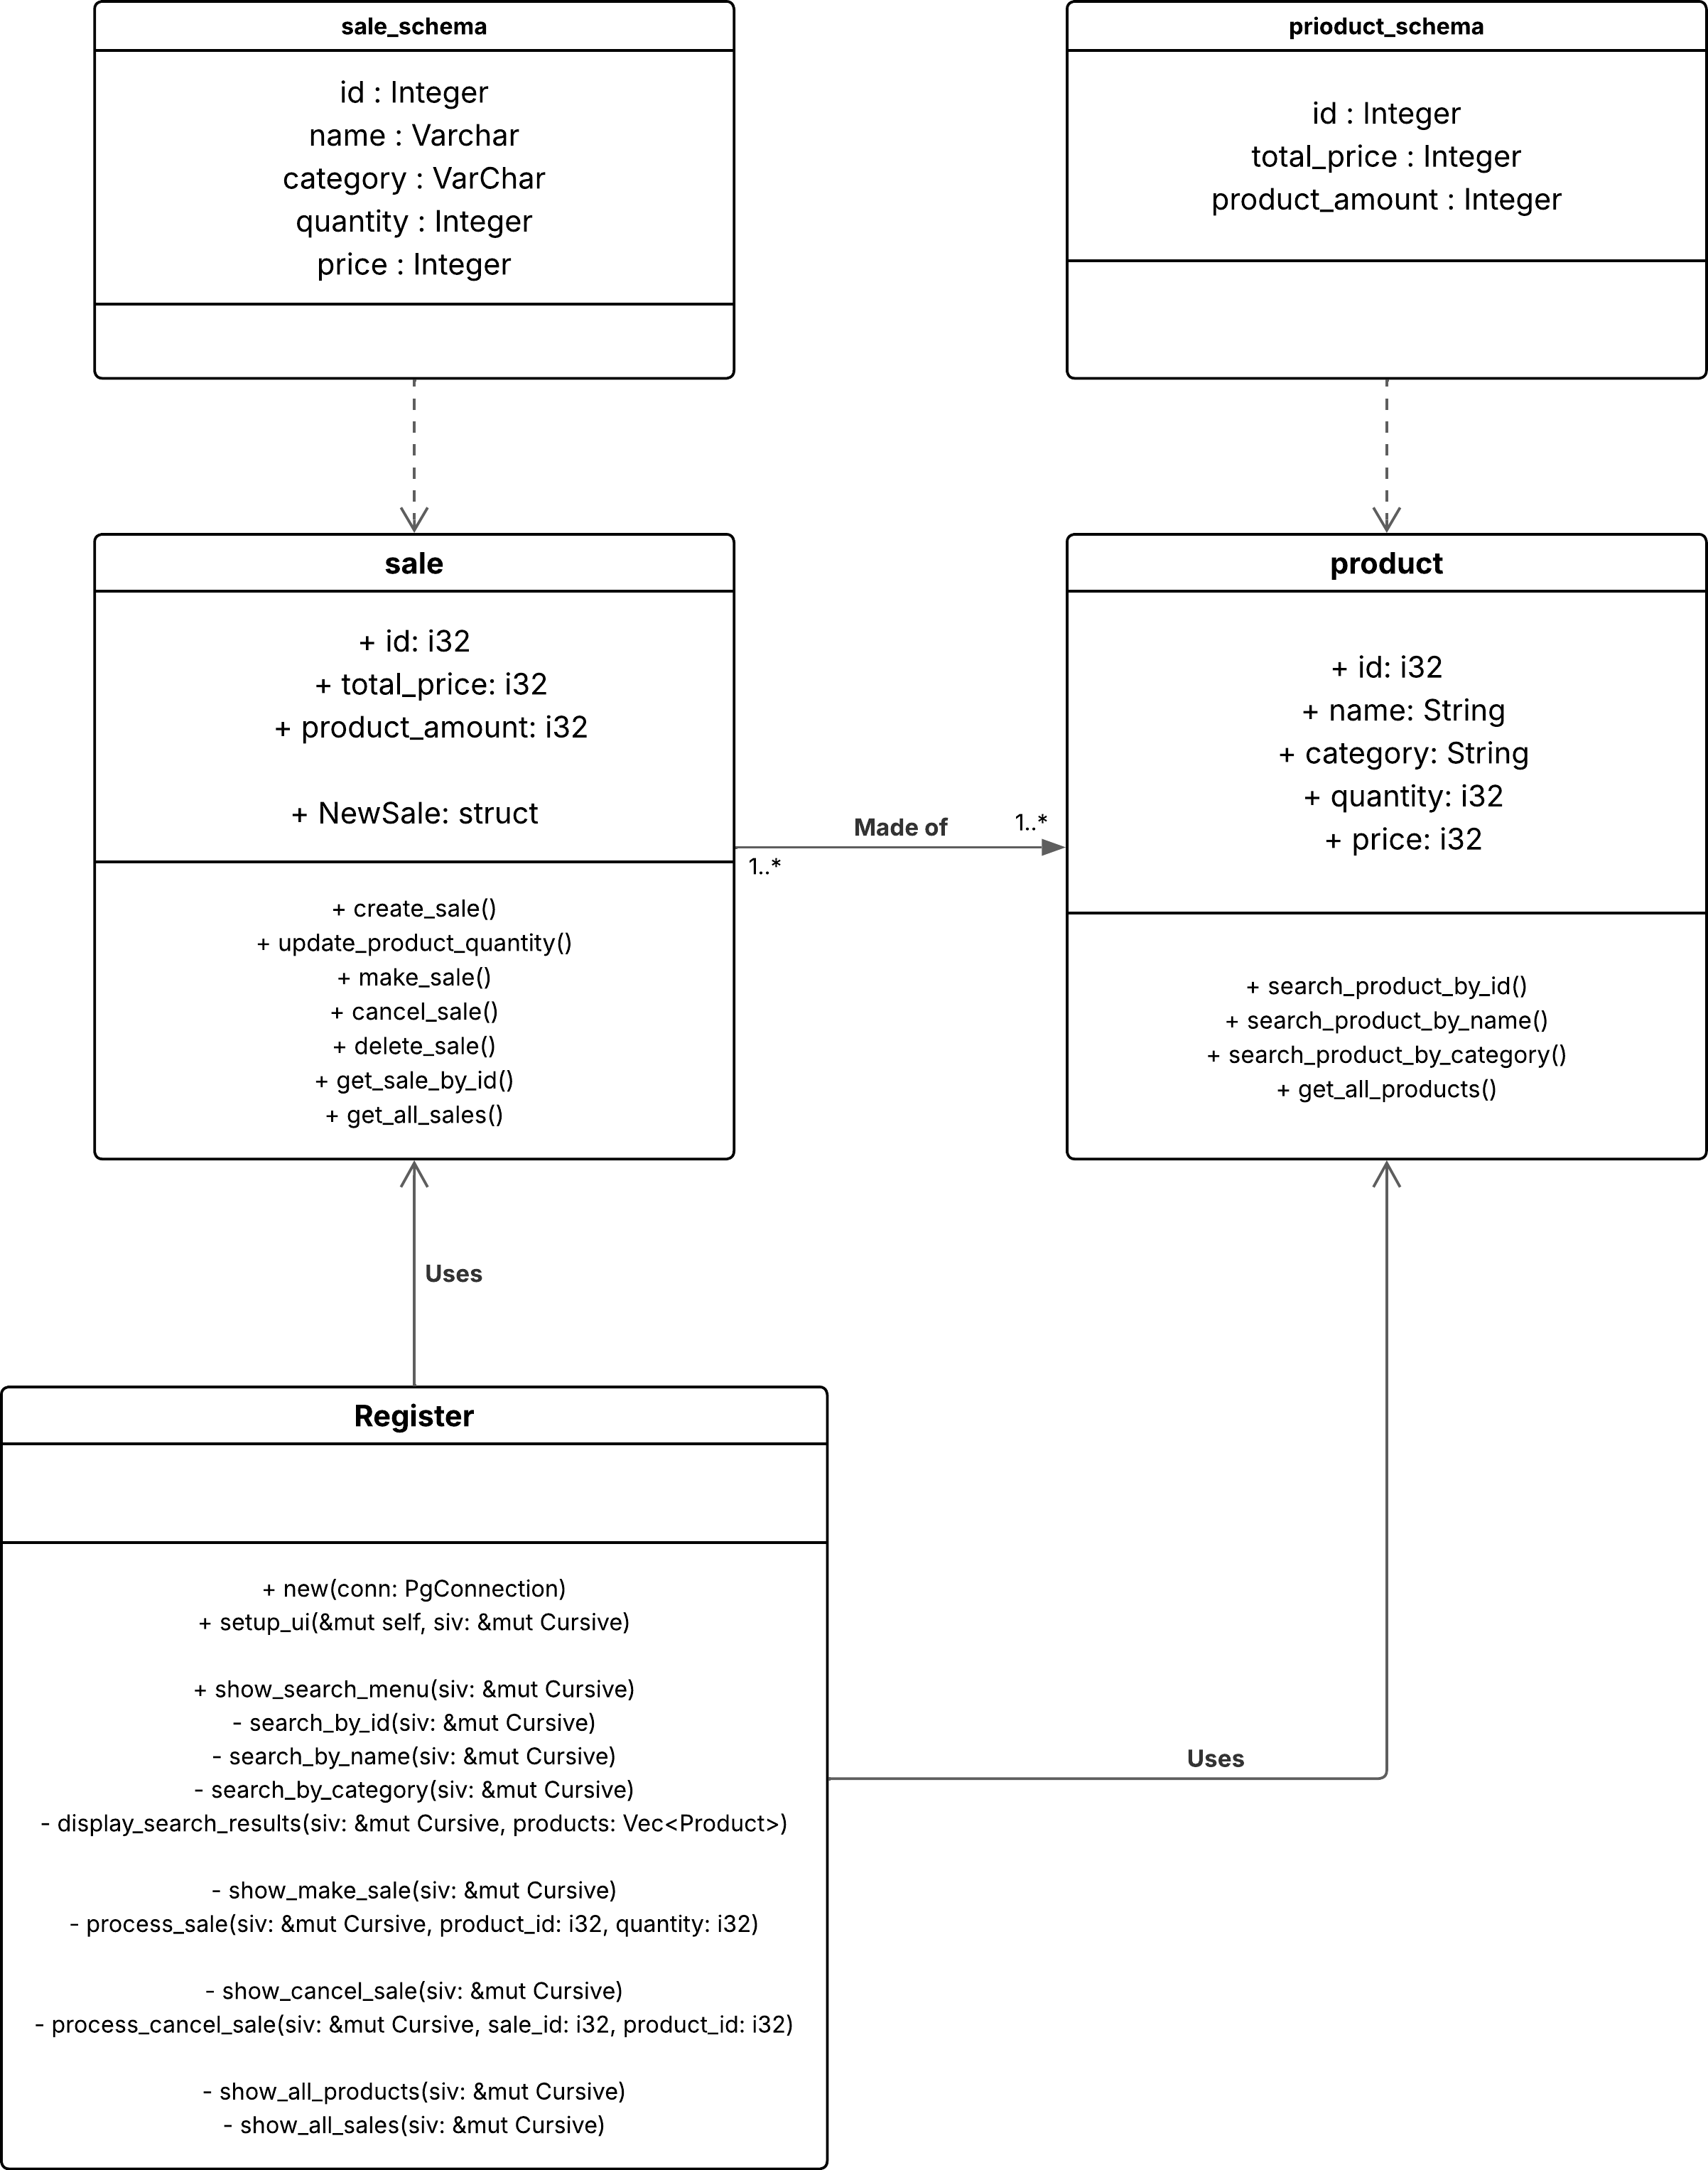 sale_schema
id : Integer
name : Varchar
category : VarChar
quantity : Integer
price : Integer
prioduct_schema
id : Integer
total_price : Integer
product_amount : Integer
sale
+ id: i32
+ total_price: i32
+ product_amount: i32
+ NewSale: struct
+ create_sale()
+ update_product_quantity()
+ make_sale()
+ cancel_sale()
+ delete_sale()
+ get_sale_by_id()
+ get_all_sales()
Made of
1..*
1..*
product
+ id: i32
+ name: String
+ category: String
+ quantity: i32
+ price: i32
+ search_product_by_id()
+ search_product_by_name()
+ search_product_by_category()
+ get_all_products()
Uses
Register
+ new(conn: PgConnection)
+ setup_ui(&mut self, siv: &mut Cursive)
+ show_search_menu(siv: &mut Cursive)
- search_by_id(siv: &mut Cursive)
- search_by_name(siv: &mut Cursive)
- search_by_category(siv: &mut Cursive)
- display_search_results(siv: &mut Cursive, products: Vec<Product>)
- show_make_sale(siv: &mut Cursive)
- process_sale(siv: &mut Cursive, product_id: i32, quantity: i32)
- show_cancel_sale(siv: &mut Cursive)
- process_cancel_sale(siv: &mut Cursive, sale_id: i32, product_id: i32)
- show_all_products(siv: &mut Cursive)
- show_all_sales(siv: &mut Cursive)
Uses